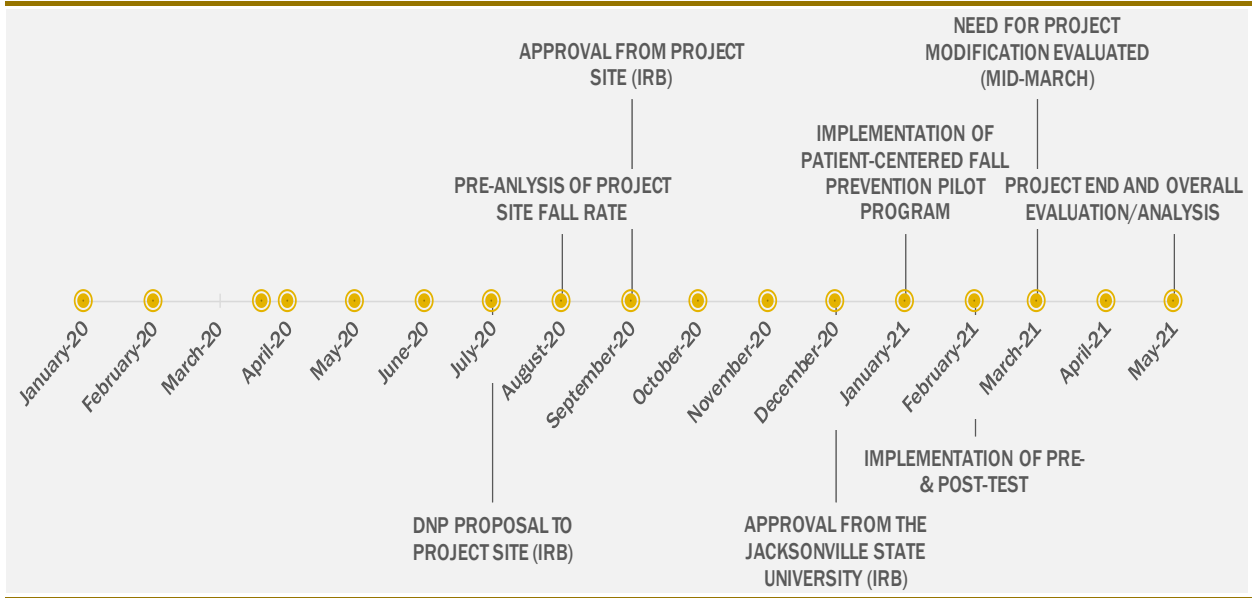 NEED FOR PROJECT
MODIFICATION EVALUATED
(MID-MARCH)
APPROVAL FROM PROJECT
SITE (IRB)
IMPLEMENTATION OF
PATIENT-CENTERED FALL
PREVENTION PILOT
PROGRAM
PRE-ANLYSIS OF PROJECT
SITE FALL RATE
PROJECT END AND OVERALL
EVALUATION/ANALYSIS
January-20
February-20
March-20
April-20
May-20
June-20
July-20
August-20
September-20
October-20
November-20
December-20
January-21
February-21
March-21
April-21
May-21
IMPLEMENTATION OF PRE-
& POST-TEST
DNP PROPOSAL TO
PROJECT SITE (IRB)
APPROVAL FROM THE
JACKSONVILLE STATE
UNIVERSITY (IRB)